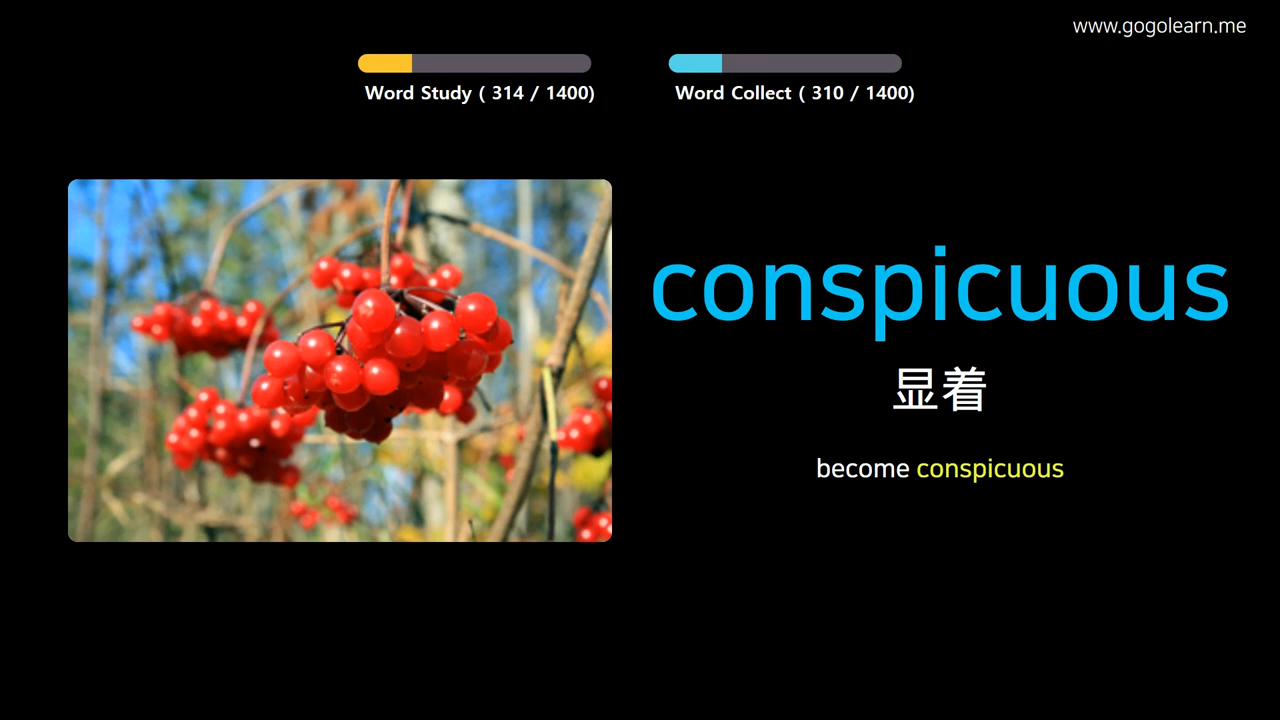 www.gogolearn.me
Word Study ( 314 / 1400)
Word Collect ( 310 / 1400)
conspicuous
显着
become conspicuous